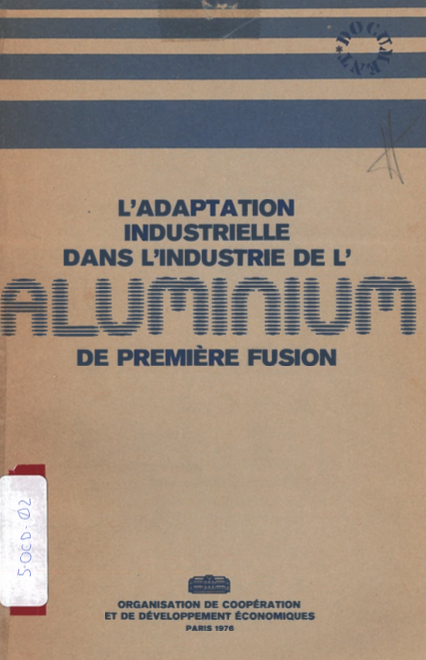 *DOCUMENT*
L'ADAPTATION
INDUSTRIELLE
DANS L'INDUSTRIE DE L'
ALUMINIUM
DE PREMIÈRE FUSION
5-OCD-02
ORGANISATION DE COOPÉRATION
ET DE DÉVELOPPEMENT ÉCONOMIQUES
PARIS 1976